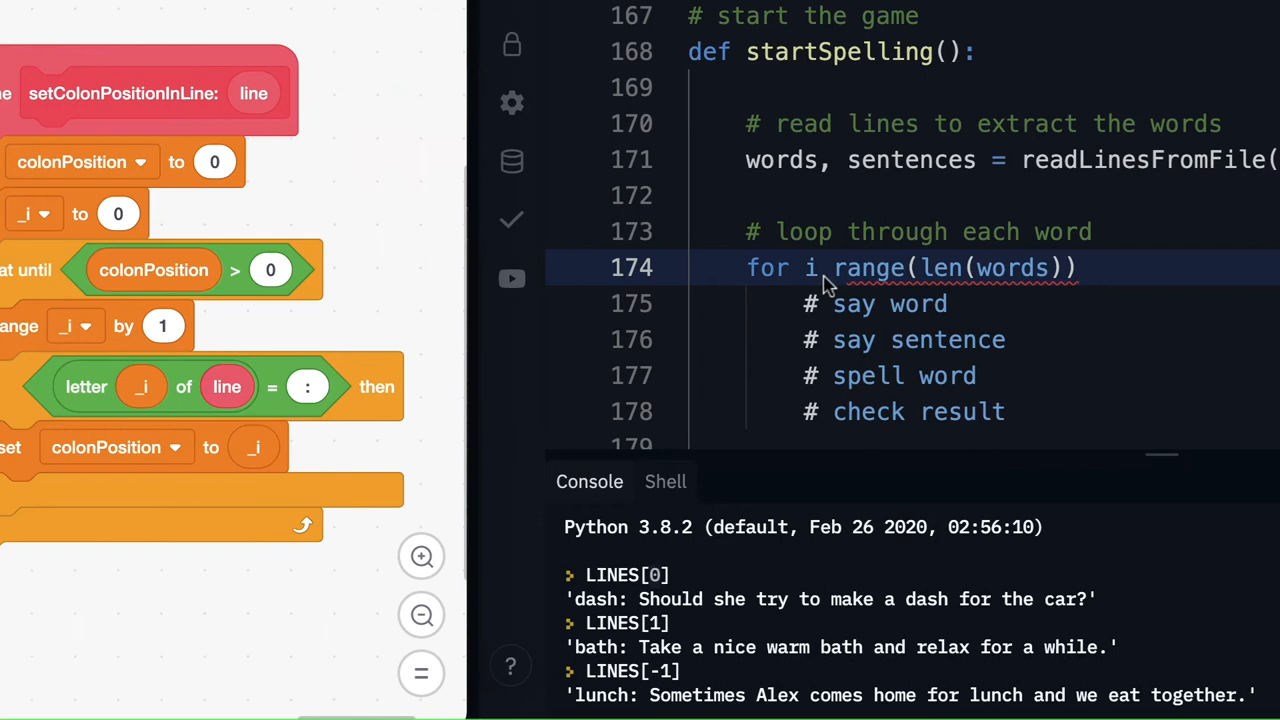 ne setColonPositionInLine: line
colonPosition to 0
_i to 0
at until colonPosition > 0
ange _i by 1
letter _i of line = : then
set colonPosition to _i
167 # start the game
168 def startSpelling():
169
170 # read lines to extract the words
171 words, sentences = readLinesFromFile(
172
173 # loop through each word
174 for i range(len(words))
175 # say word
176 # say sentence
177 # spell word
178 # check result
179
Console Shell
Python 3.8.2 (default, Feb 26 2020, 02:56:10)
> LINES[0]
'dash: Should she try to make a dash for the car?'
> LINES[1]
'bath: Take a nice warm bath and relax for a while.'
> LINES[-1]
'lunch: Sometimes Alex comes home for lunch and we eat together.'